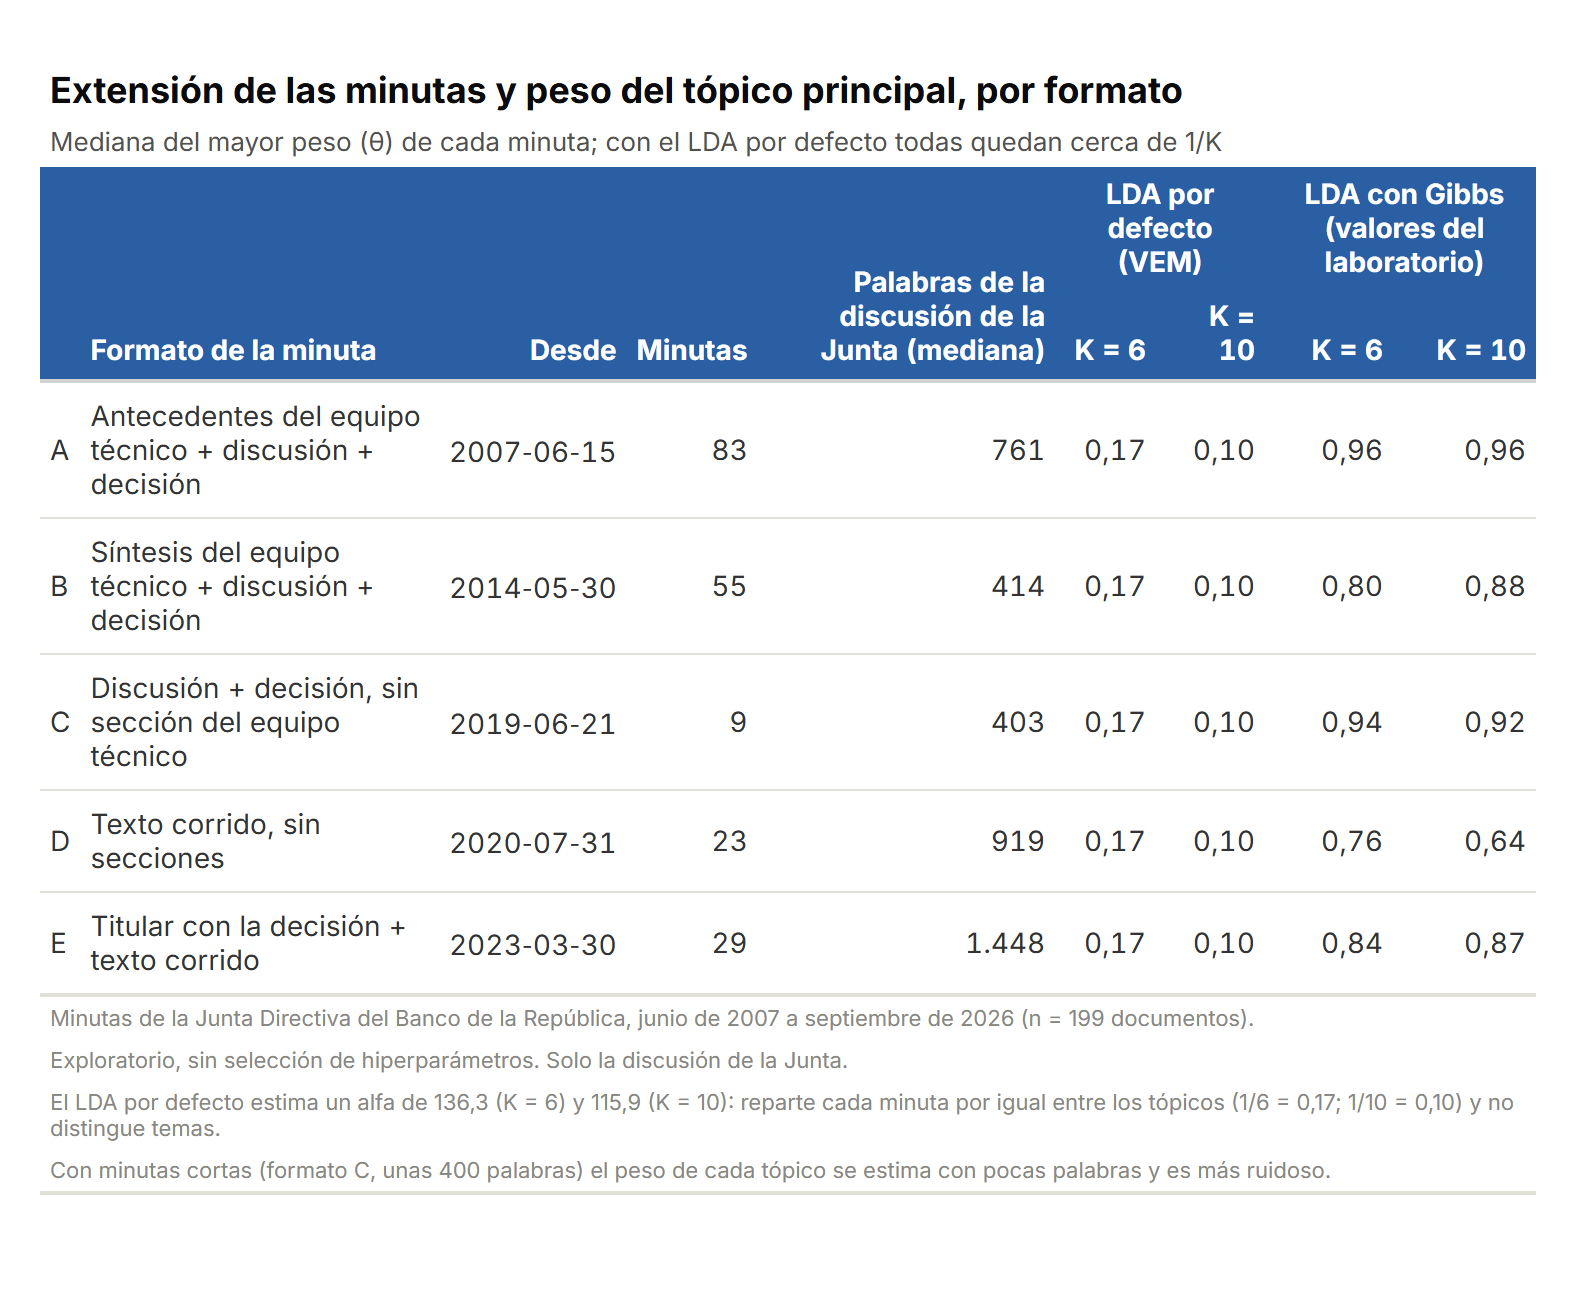 Extensión de las minutas y peso del tópico principal, por formato
Mediana del mayor peso (θ) de cada minuta; con el LDA por defecto todas quedan cerca de 1/K
LDA por
defecto
(VEM)
LDA con Gibbs
(valores del
laboratorio)
Formato de la minuta
Desde
Minutas
Palabras de la
discusión de la
Junta (mediana)
K = 6
K =
10
K = 6
K = 10
A
Antecedentes del equipo
técnico + discusión +
decisión
2007-06-15 83 761 0,17 0,10 0,96 0,96
B
Síntesis del equipo
técnico + discusión +
decisión
2014-05-30 55 414 0,17 0,10 0,80 0,88
C
Discusión + decisión, sin
sección del equipo
técnico
2019-06-21 9 403 0,17 0,10 0,94 0,92
D
Texto corrido, sin
secciones
2020-07-31 23 919 0,17 0,10 0,76 0,64
E
Titular con la decisión +
texto corrido
2023-03-30 29 1.448 0,17 0,10 0,84 0,87
Minutas de la Junta Directiva del Banco de la República, junio de 2007 a septiembre de 2026 (n = 199 documentos).
Exploratorio, sin selección de hiperparámetros. Solo la discusión de la Junta.
El LDA por defecto estima un alfa de 136,3 (K = 6) y 115,9 (K = 10): reparte cada minuta por igual entre los tópicos (1/6 = 0,17; 1/10 = 0,10) y no
distingue temas.
Con minutas cortas (formato C, unas 400 palabras) el peso de cada tópico se estima con pocas palabras y es más ruidoso.